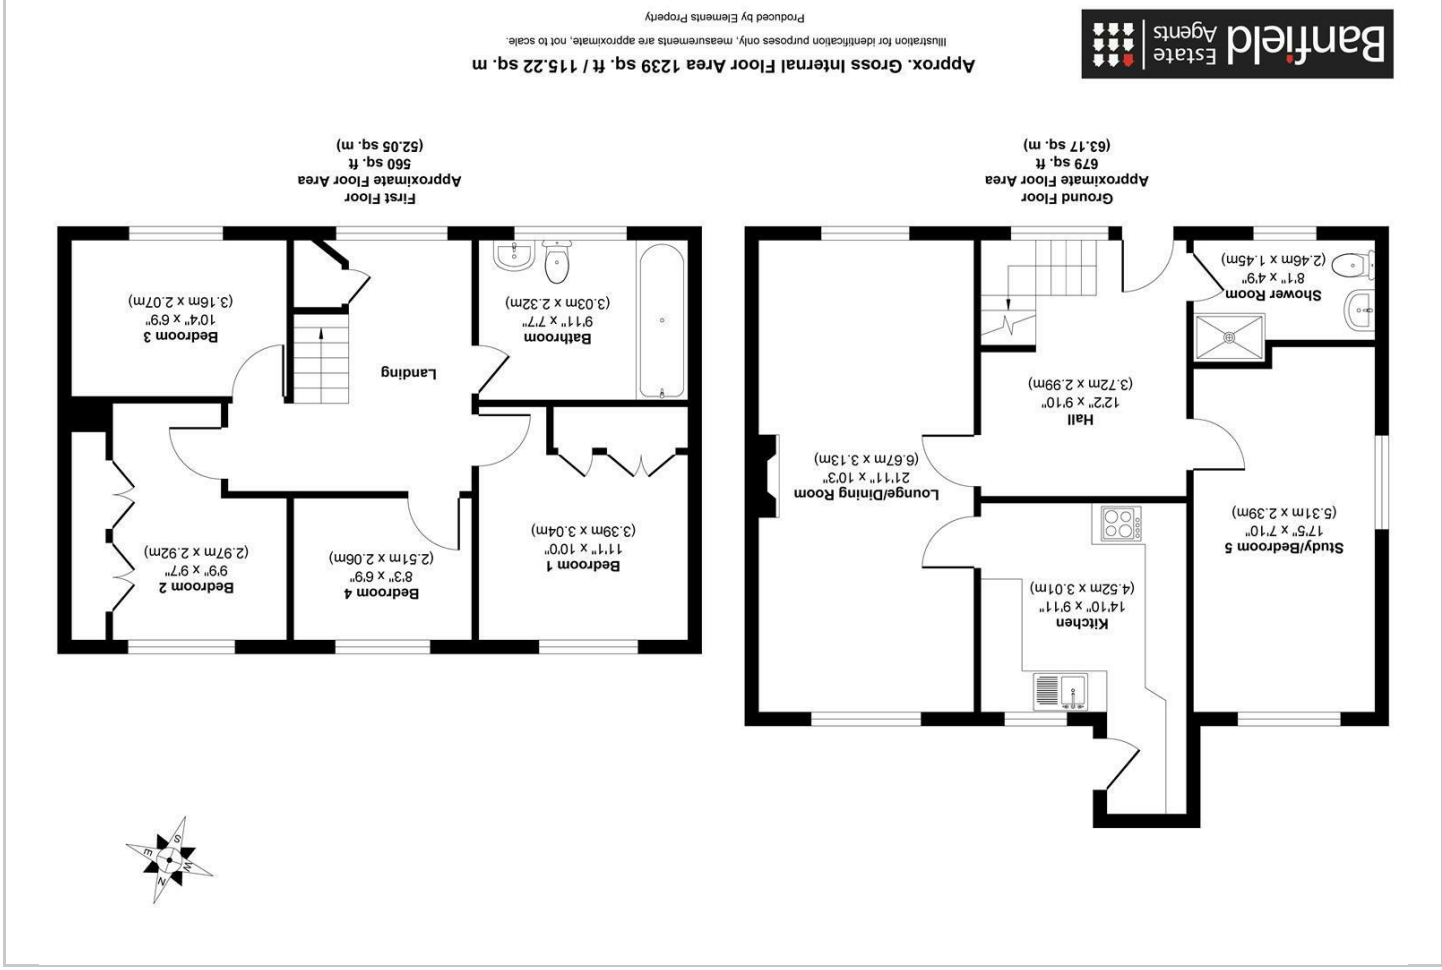 N
E
W
S
Kitchen
14'10" x 9'11"
(4.52m x 3.01m)
Study/Bedroom 5
17'5" x 7'10"
(5.31m x 2.39m)
Lounge/Dining Room
21'11" x 10'3"
(6.67m x 3.13m)
Hall
12'2" x 9'10"
(3.72m x 2.99m)
Shower Room
8'1" x 4'9"
(2.46m x 1.45m)
Ground Floor
Approximate Floor Area
679 sq. ft
(63.17 sq. m)
Bedroom 1
11'1" x 10'0"
(3.39m x 3.04m)
Bedroom 4
8'3" x 6'9"
(2.51m x 2.06m)
Bedroom 2
9'9" x 9'7"
(2.97m x 2.92m)
Landing
Bathroom
9'11" x 7'7"
(3.03m x 2.32m)
Bedroom 3
10'4" x 6'9"
(3.16m x 2.07m)
First Floor
Approximate Floor Area
560 sq. ft
(52.05 sq. m)
Banfield
Estate
Agents
Approx. Gross Internal Floor Area 1239 sq. ft / 115.22 sq. m
Illustration for identification purposes only, measurements are approximate, not to scale.
Produced by Elements Property